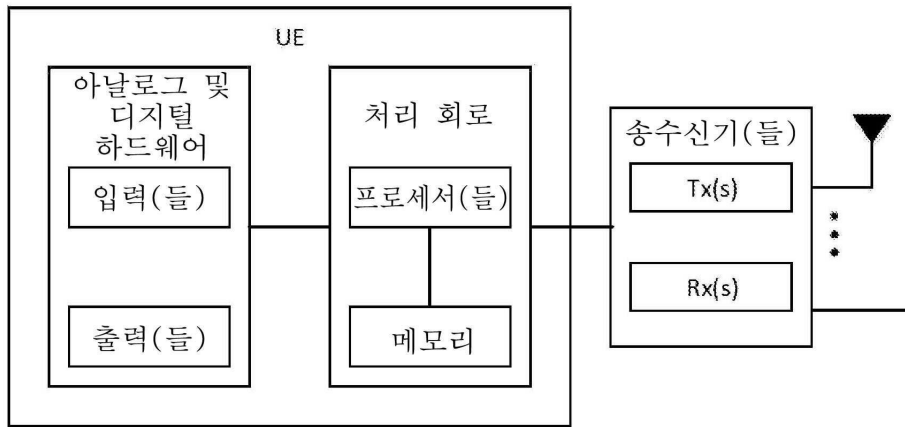 UE
아날로그 및
디지털
하드웨어
입력(들)
출력(들)
처리 회로
프로세서(들)
메모리
송수신기(들)
Tx(s)
Rx(s)